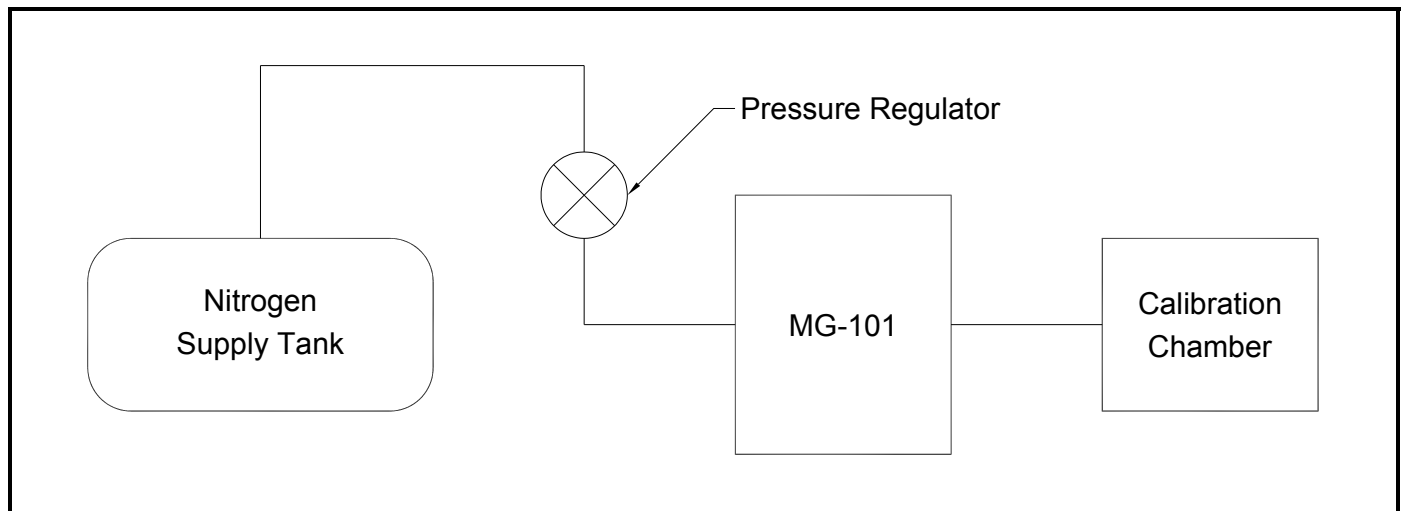 Pressure Regulator
Nitrogen
Supply Tank
MG-101
Calibration
Chamber